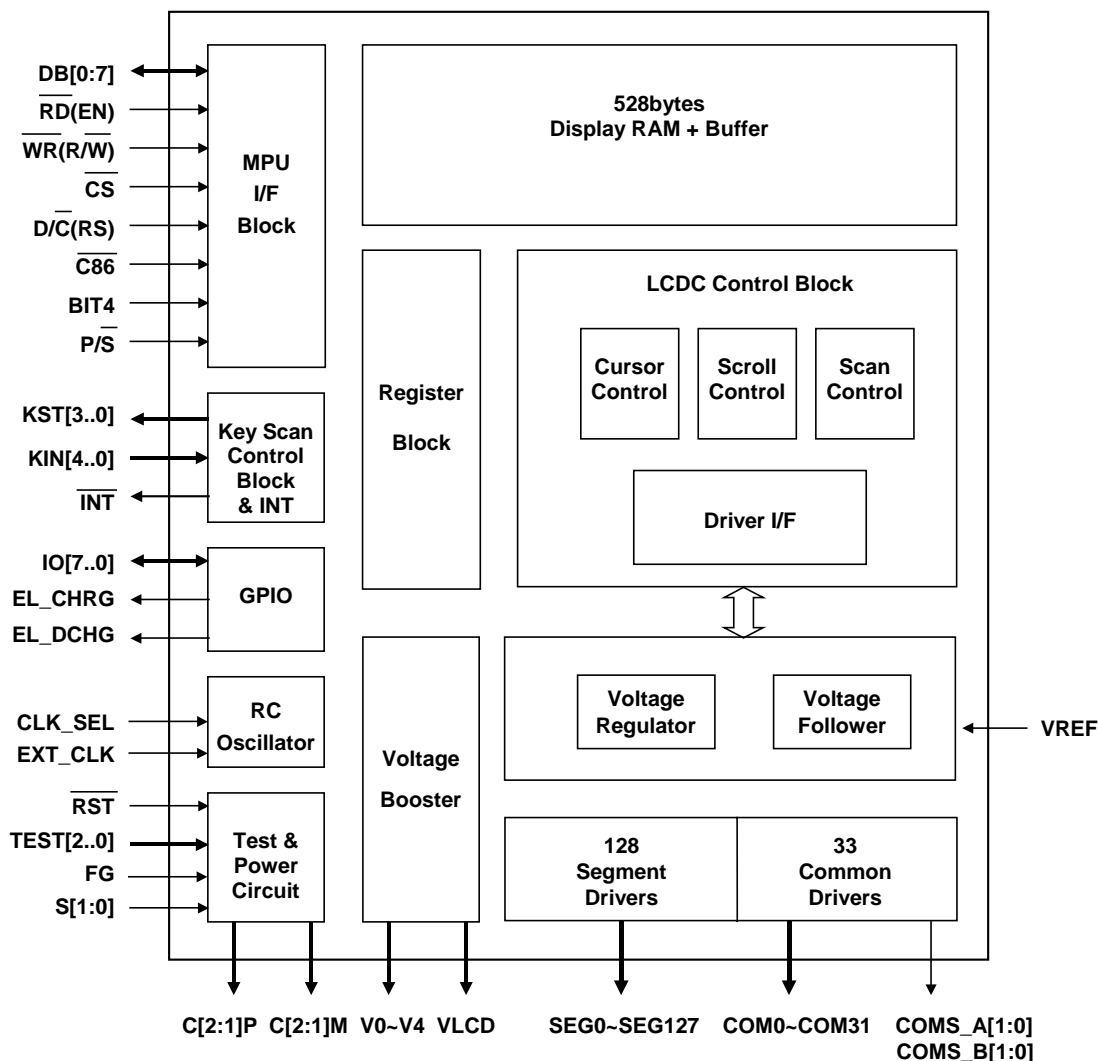 DB[0:7]
RD(EN)
WR(R/W)
CS
D/C(RS)
C86
BIT4
P/S
MPU
I/F
Block
528bytes
Display RAM + Buffer
Register
Block
LCDC Control Block
Cursor
Control
Scroll
Control
Scan
Control
Driver I/F
KST[3..0]
KIN[4..0]
INT
Key Scan
Control
Block
& INT
IO[7..0]
EL_CHRG
EL_DCHG
GPIO
CLK_SEL
EXT_CLK
RC
Oscillator
Voltage
Booster
Voltage
Regulator
Voltage
Follower
VREF
RST
TEST[2..0]
FG
S[1:0]
Test &
Power
Circuit
128
Segment
Drivers
33
Common
Drivers
C[2:1]P
C[2:1]M
V0~V4
VLCD
SEG0~SEG127
COM0~COM31
COMS_A[1:0]
COMS_B[1:0]